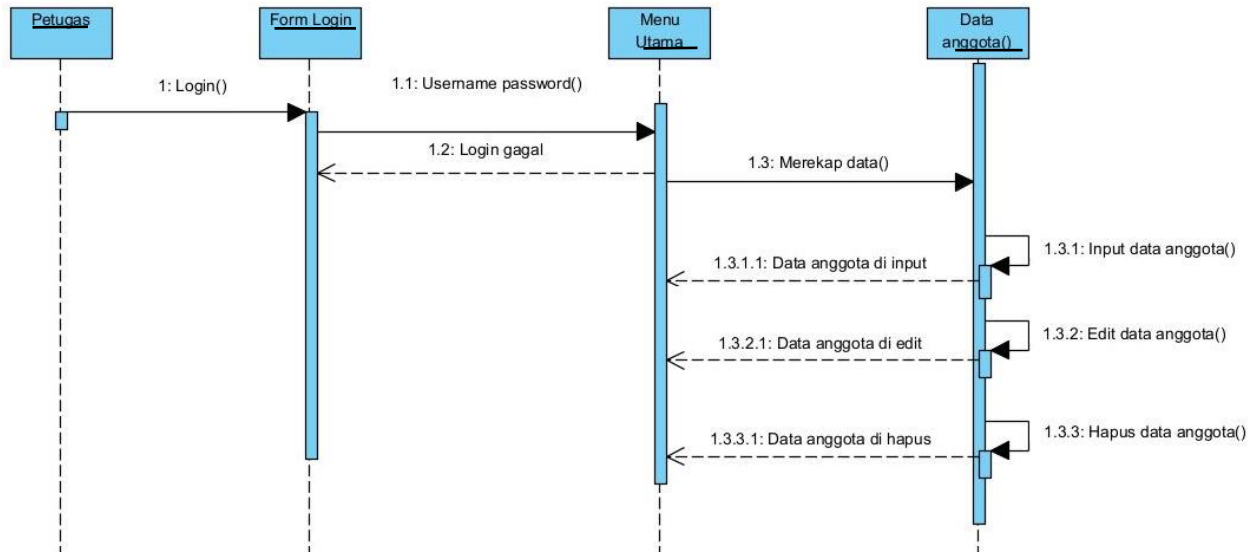 Petugas
Form Login
Menu
Utama
Data
anggota()
1: Login()
1.1: Username password()
1.2: Login gagal
1.3: Merekap data()
1.3.1: Input data anggota()
1.3.1.1: Data anggota di input
1.3.2: Edit data anggota()
1.3.2.1: Data anggota di edit
1.3.3: Hapus data anggota()
1.3.3.1: Data anggota di hapus